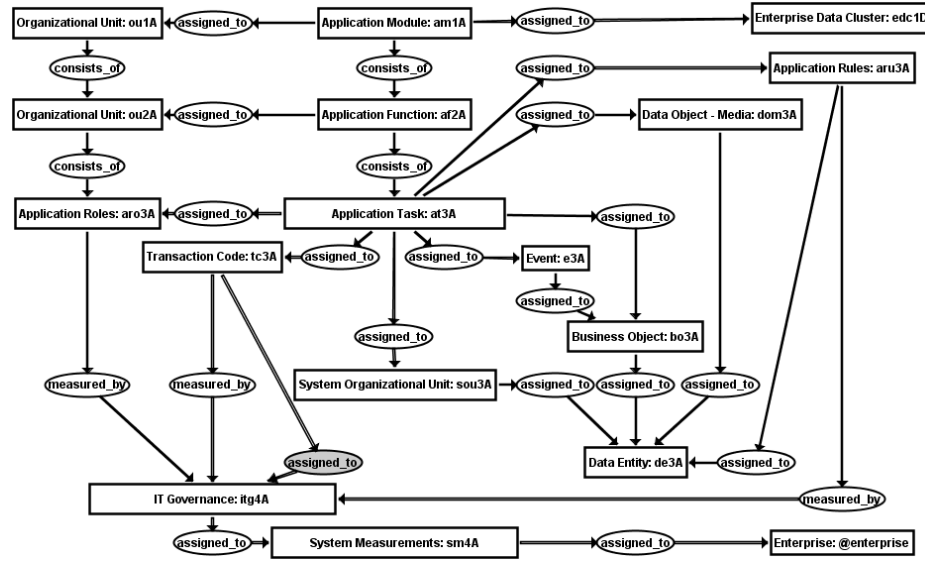 Organizational Unit: ou1A assigned_to Application Module: am1A assigned_to Enterprise Data Cluster: edc1D
consists_of consists_of assigned_to Application Rules: aru3A
Organizational Unit: ou2A assigned_to Application Function: af2A assigned_to Data Object - Media: dom3A
consists_of consists_of
Application Roles: aro3A assigned_to Application Task: at3A assigned_to
Transaction Code: tc3A assigned_to assigned_to Event: e3A
assigned_to
assigned_to Business Object: bo3A
measured_by measured_by System Organizational Unit: sou3A assigned_to assigned_to assigned_to
assigned_to Data Entity: de3A assigned_to
IT Governance: itg4A measured_by
assigned_to System Measurements: sm4A assigned_to Enterprise: @enterprise